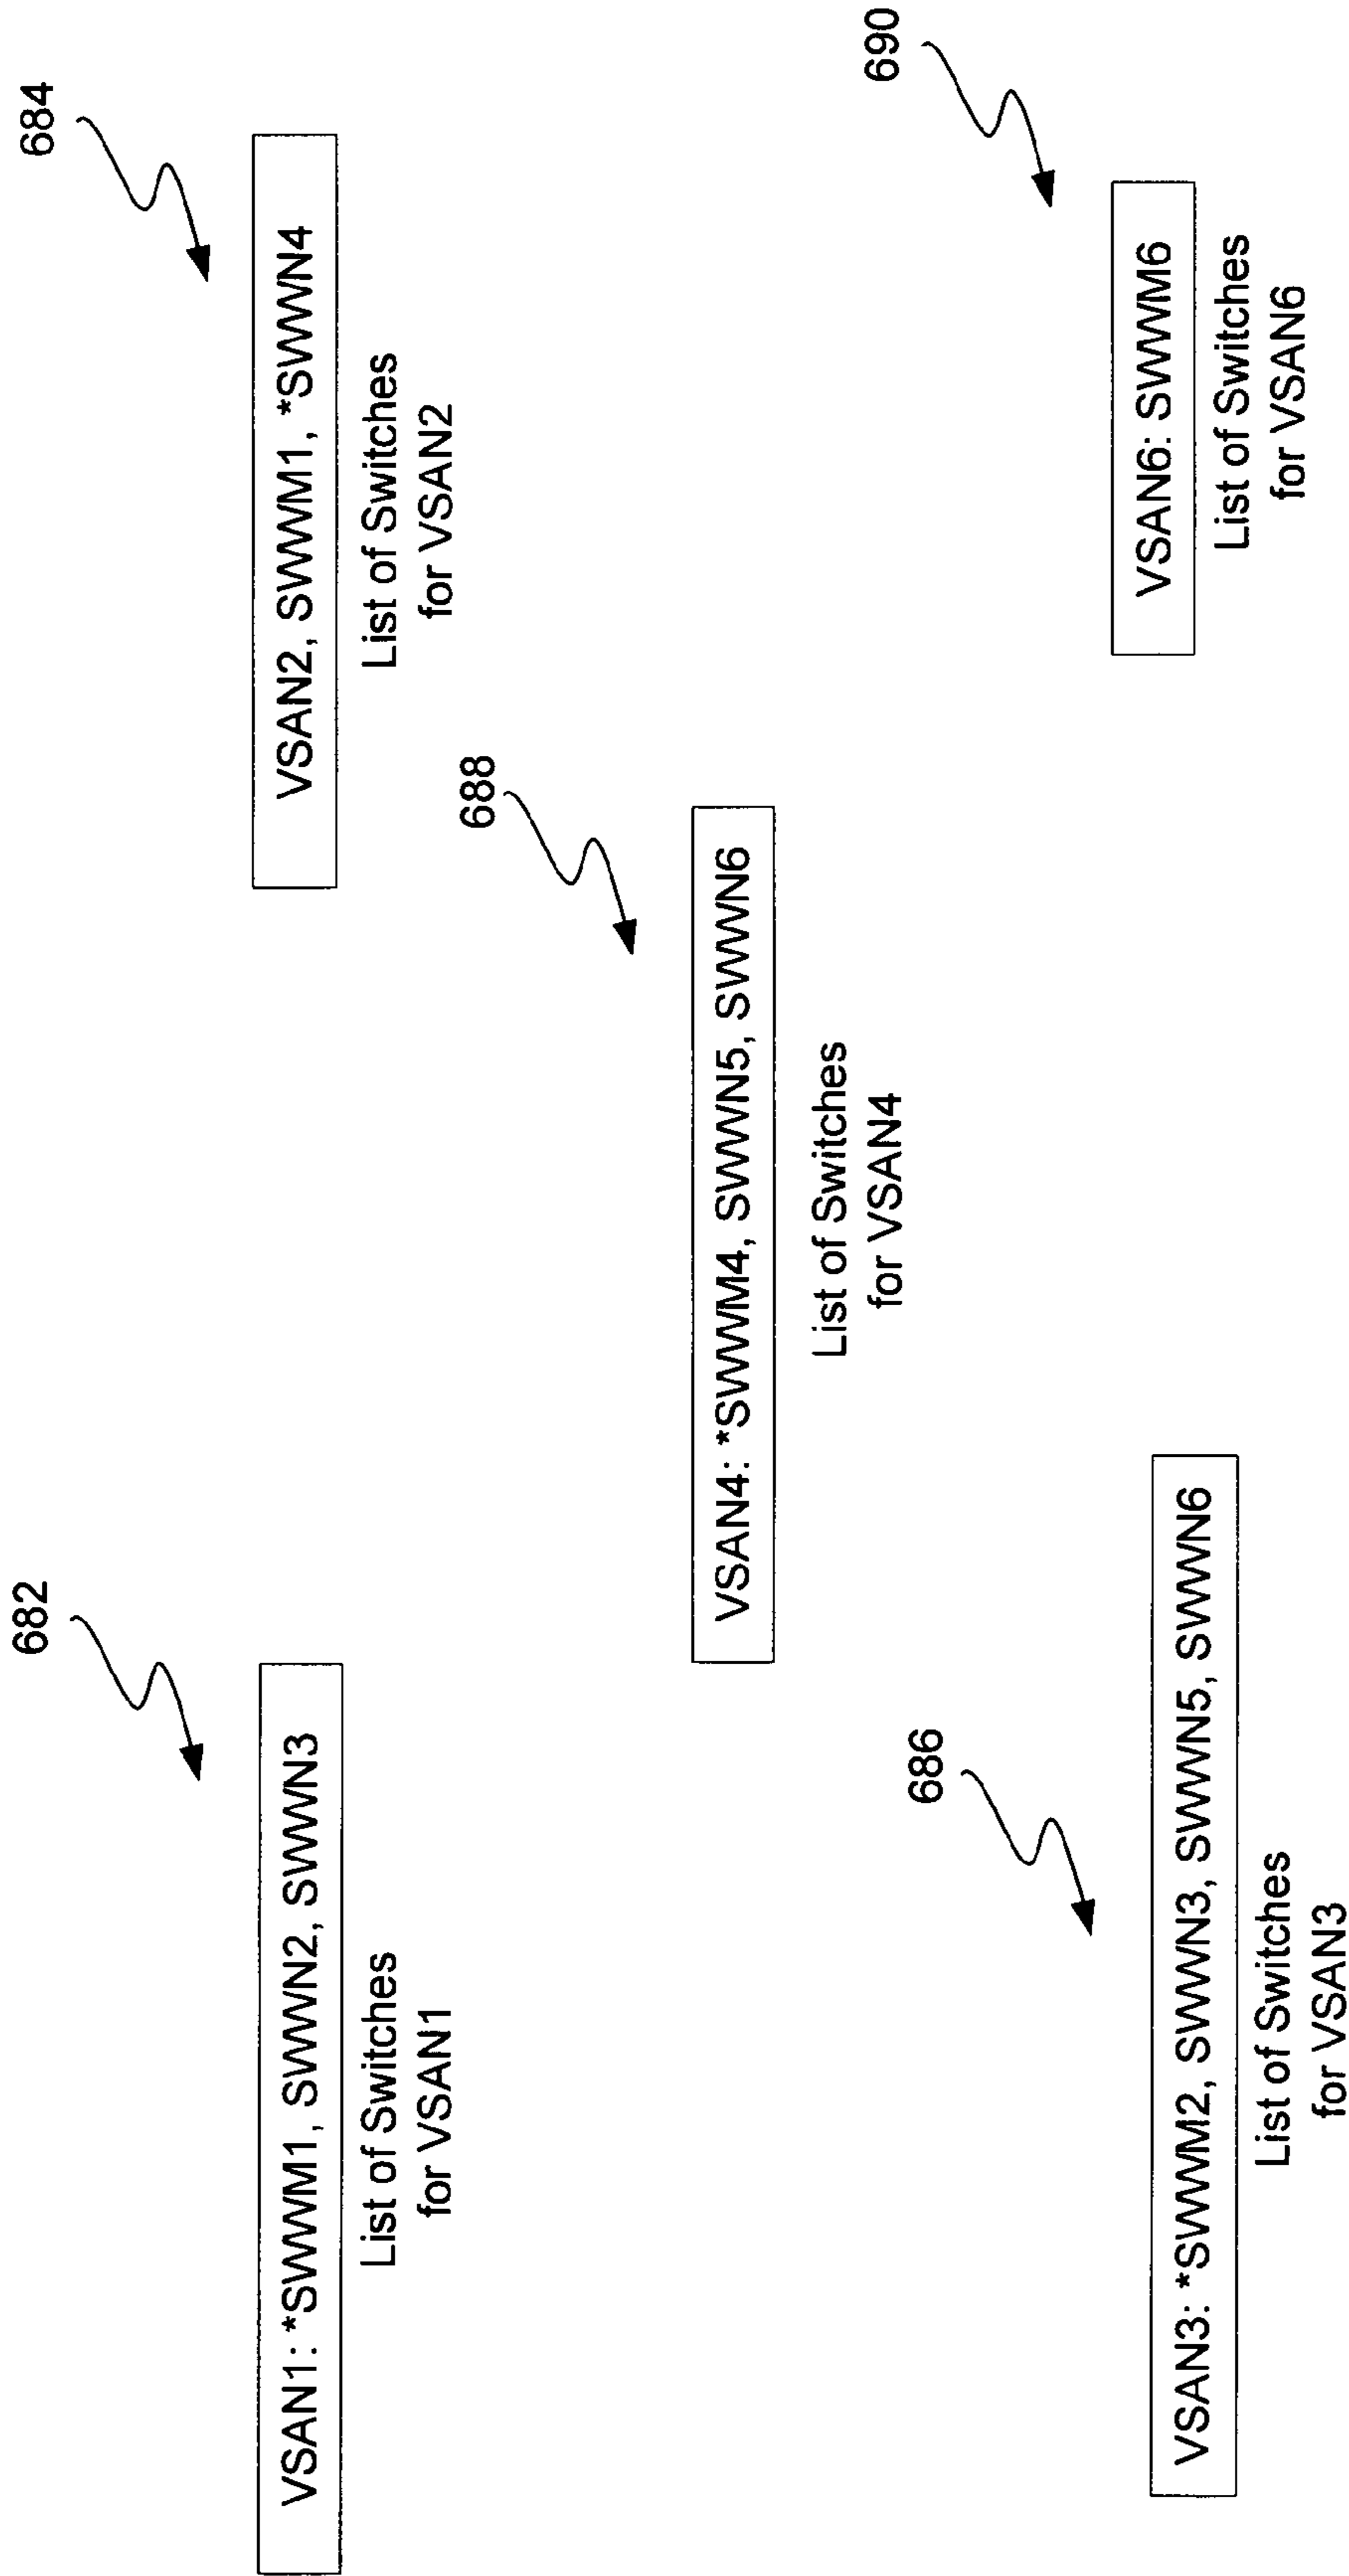 682
VSAN1: *SWWM1, SWWN2, SWWN3
List of Switches
for VSAN1
684
VSAN2, SWWM1, *SWWN4
List of Switches
for VSAN2
688
VSAN4: *SWWM4, SWWN5, SWWN6
List of Switches
for VSAN4
686
VSAN3: *SWWM2, SWWN3, SWWN5, SWWN6
List of Switches
for VSAN3
690
VSAN6: SWWM6
List of Switches
for VSAN6